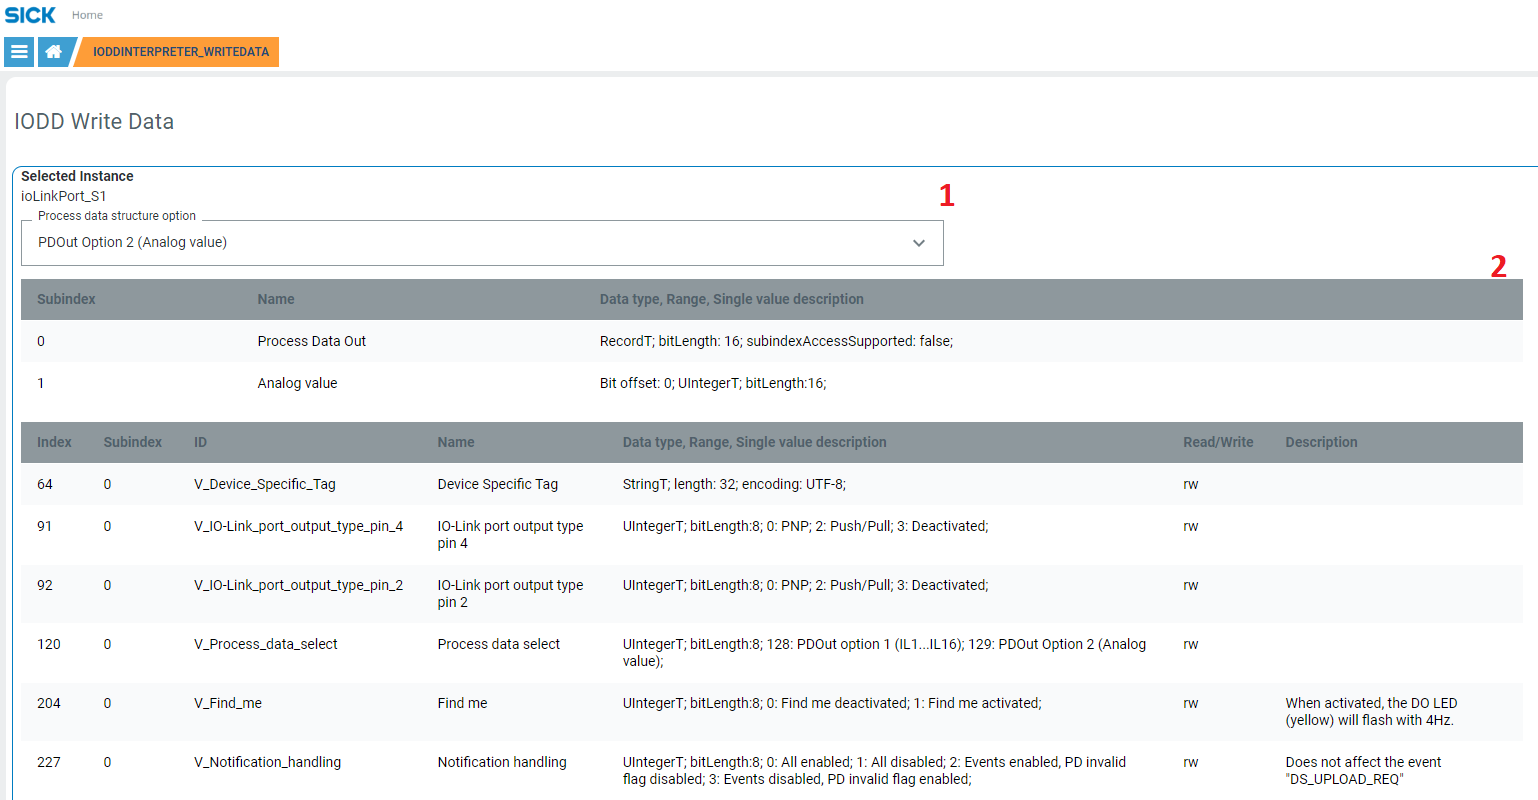 SICK Home
IODDINTERPRETER_WRITEDATA
IODD Write Data
Selected Instance
ioLinkPort_S1
1
Process data structure option
PDOut Option 2 (Analog value)
2
Subindex Name Data type, Range, Single value description
0 Process Data Out RecordT; bitLength: 16; subindexAccessSupported: false;
1 Analog value Bit offset: 0; UIntegerT; bitLength:16;
Index Subindex ID Name Data type, Range, Single value description Read/Write Description
64 0 V_Device_Specific_Tag Device Specific Tag StringT; length: 32; encoding: UTF-8; rw
91 0 V_IO-Link_port_output_type_pin_4 IO-Link port output type UIntegerT; bitLength:8; 0: PNP; 2: Push/Pull; 3: Deactivated; rw
pin 4
92 0 V_IO-Link_port_output_type_pin_2 IO-Link port output type UIntegerT; bitLength:8; 0: PNP; 2: Push/Pull; 3: Deactivated; rw
pin 2
120 0 V_Process_data_select Process data select UIntegerT; bitLength:8; 128: PDOut option 1 (IL1...IL16); 129: PDOut Option 2 (Analog rw
value);
204 0 V_Find_me Find me UIntegerT; bitLength:8; 0: Find me deactivated; 1: Find me activated; rw When activated, the DO LED
(yellow) will flash with 4Hz.
227 0 V_Notification_handling Notification handling UIntegerT; bitLength:8; 0: All enabled; 1: All disabled; 2: Events enabled, PD invalid rw Does not affect the event
flag disabled; 3: Events disabled, PD invalid flag enabled; "DS_UPLOAD_REQ"